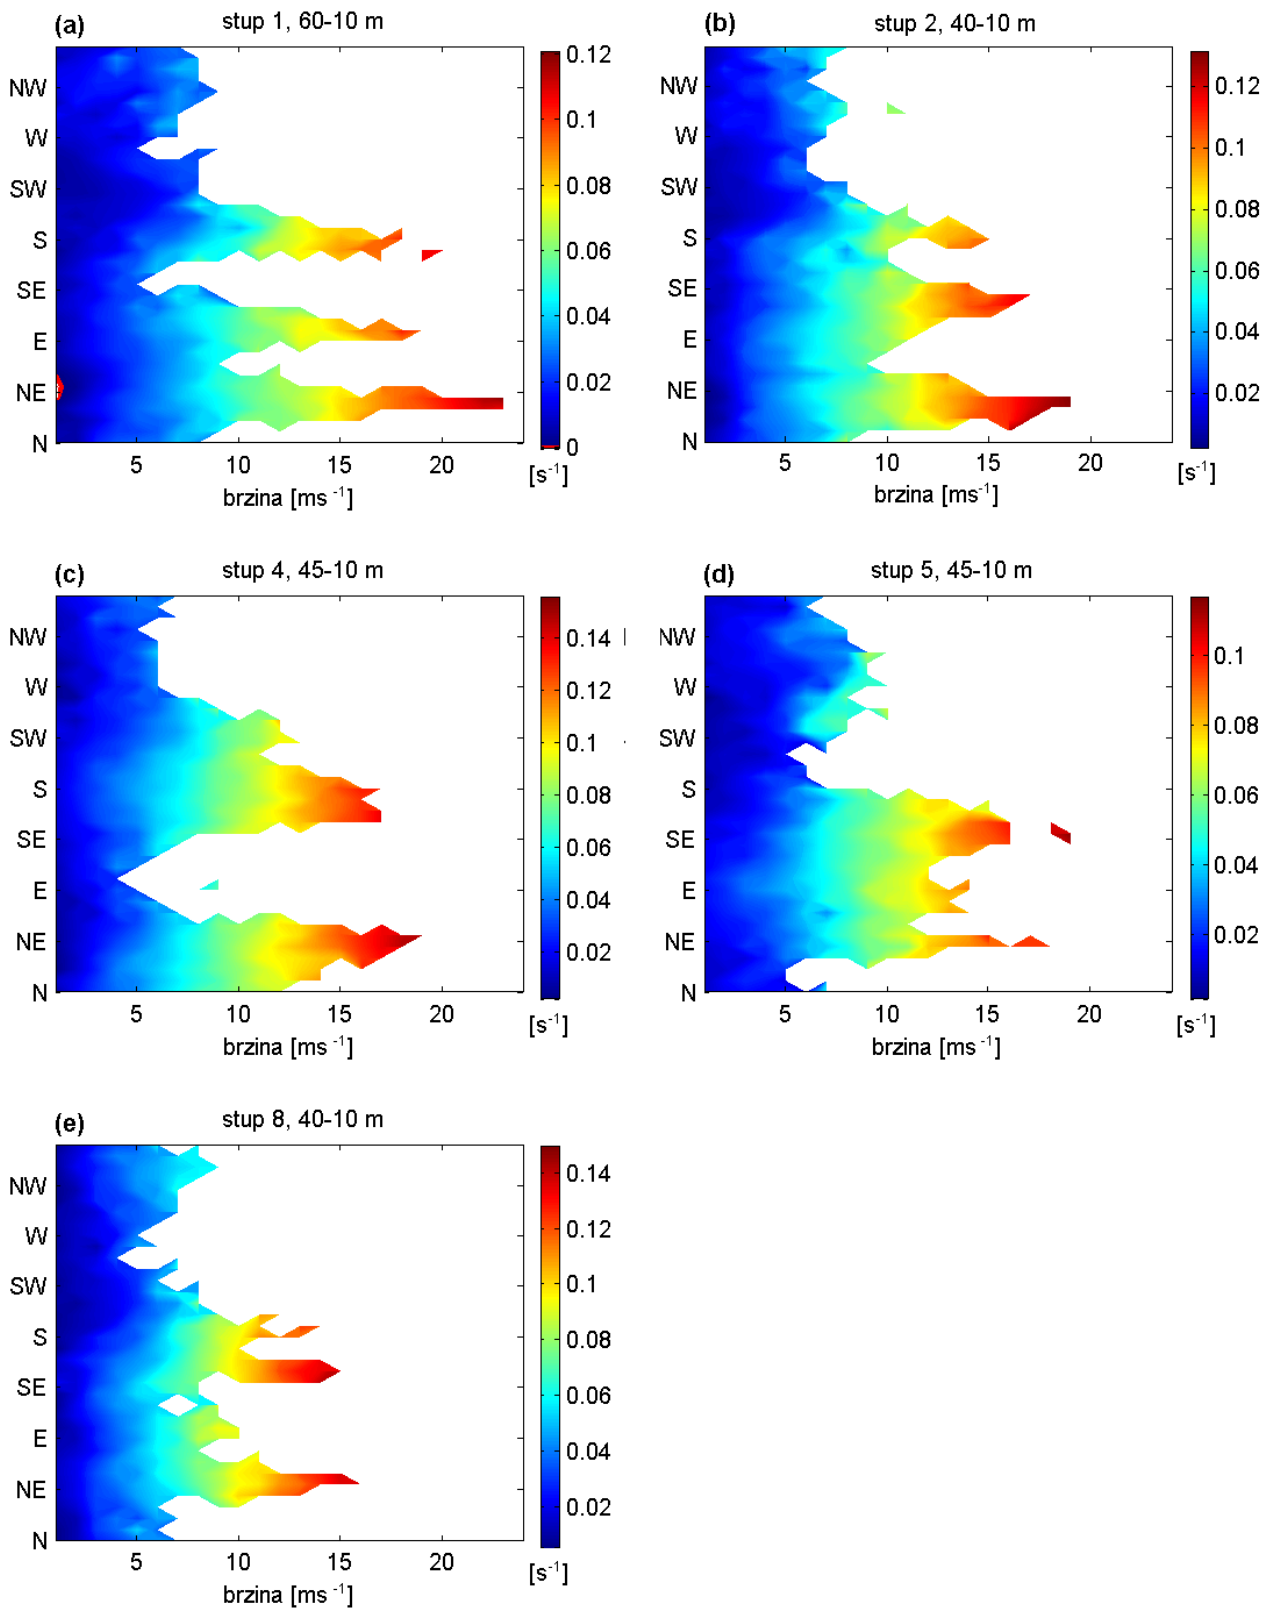 (a) stup 1, 60-10 m
NW
W
SW
S
SE
E
NE
N
5 10 15 20
brzina [ms⁻¹]
0.12
0.1
0.08
0.06
0.04
0.02
0
[s⁻¹]
(b) stup 2, 40-10 m
NW
W
SW
S
SE
E
NE
N
5 10 15 20
brzina [ms⁻¹]
0.12
0.1
0.08
0.06
0.04
0.02
[s⁻¹]
(c) stup 4, 45-10 m
NW
W
SW
S
SE
E
NE
N
5 10 15 20
brzina [ms⁻¹]
0.14
0.12
0.1
0.08
0.06
0.04
0.02
[s⁻¹]
(d) stup 5, 45-10 m
NW
W
SW
S
SE
E
NE
N
5 10 15 20
brzina [ms⁻¹]
0.1
0.08
0.06
0.04
0.02
[s⁻¹]
(e) stup 8, 40-10 m
NW
W
SW
S
SE
E
NE
N
5 10 15 20
brzina [ms⁻¹]
0.14
0.12
0.1
0.08
0.06
0.04
0.02
[s⁻¹]